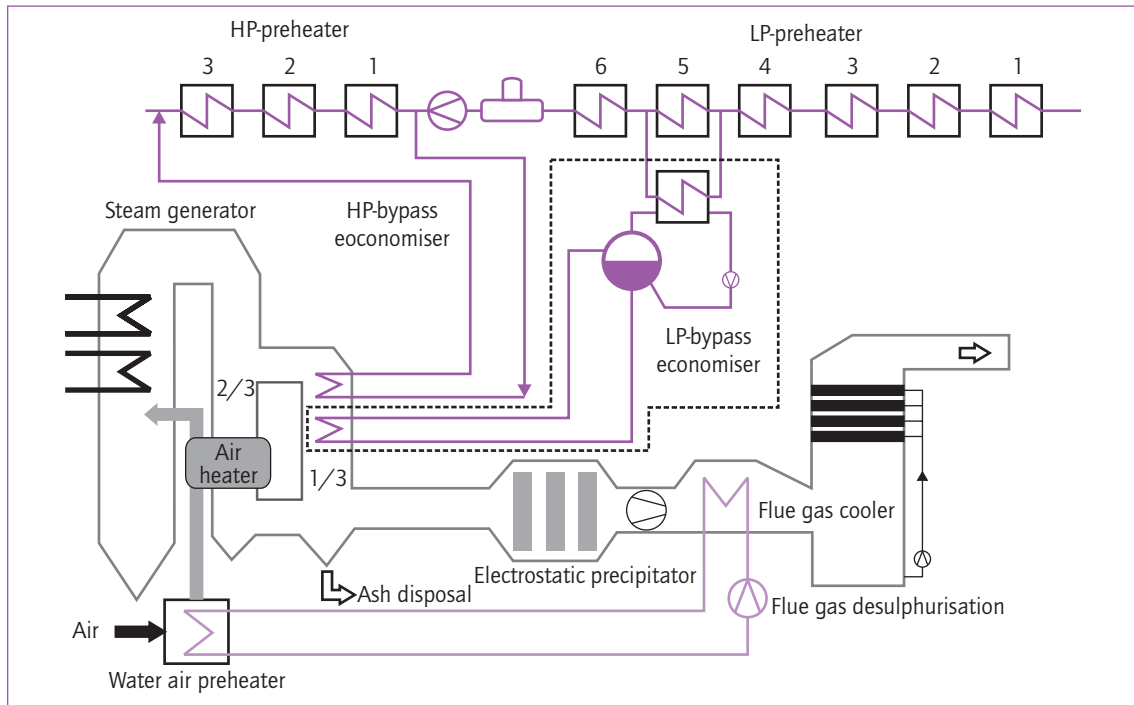 HP-preheater
LP-preheater
3 2 1
6 5 4 3 2 1
Steam generator
HP-bypass
eoconomiser
LP-bypass
economiser
2/3
Air
heater
1/3
Flue gas cooler
Electrostatic precipitator
Ash disposal
Flue gas desulphurisation
Air
Water air preheater